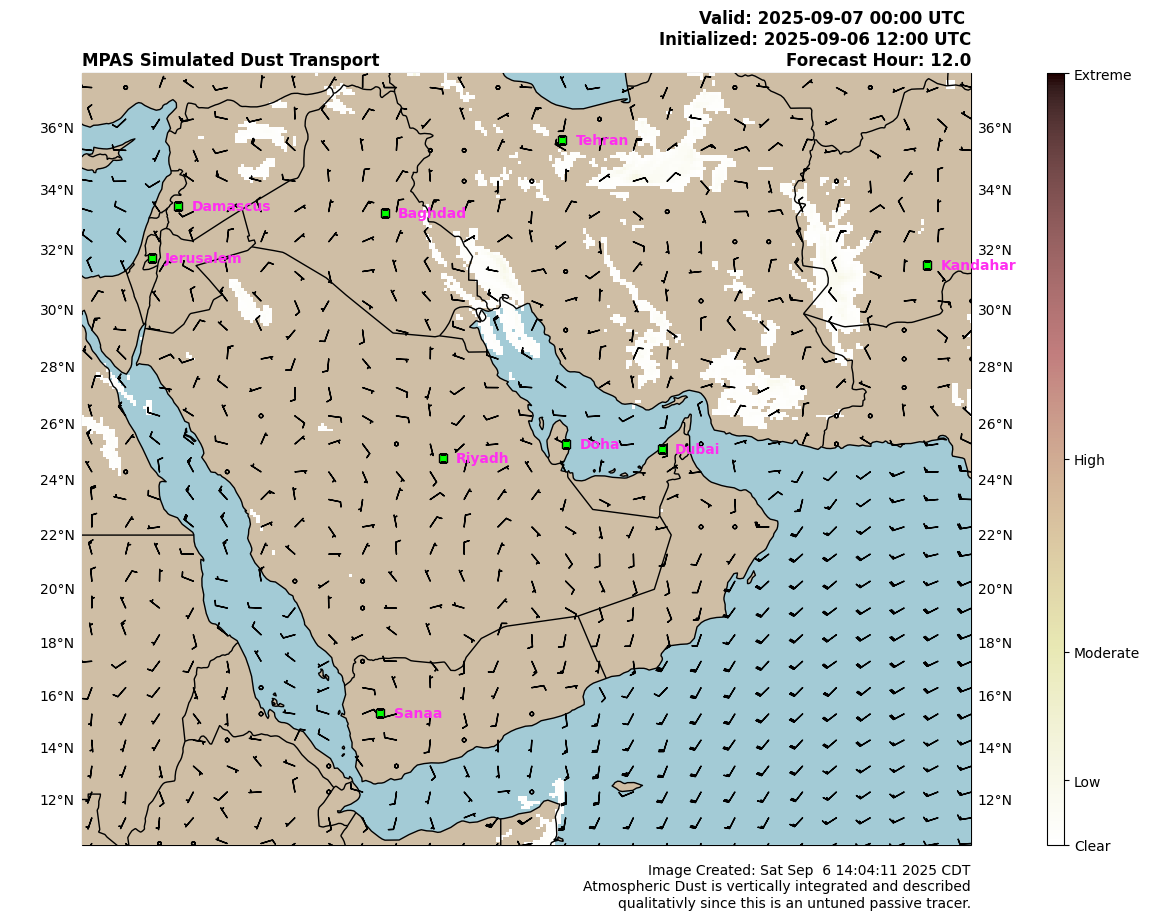 Valid: 2025-09-07 00:00 UTC
Initialized: 2025-09-06 12:00 UTC
MPAS Simulated Dust Transport
Forecast Hour: 12.0
Extreme
36°N
Tehran
36°N
34°N
Damascus
Baghdad
34°N
32°N
Jerusalem
32°N
Kandahar
30°N
30°N
28°N
28°N
26°N
26°N
Doha
Dubai
Riyadh
High
24°N
24°N
22°N
22°N
20°N
20°N
18°N
18°N
Moderate
16°N
16°N
Sanaa
14°N
14°N
Low
12°N
12°N
Clear
Image Created: Sat Sep  6 14:04:11 2025 CDT
Atmospheric Dust is vertically integrated and described
qualitativly since this is an untuned passive tracer.